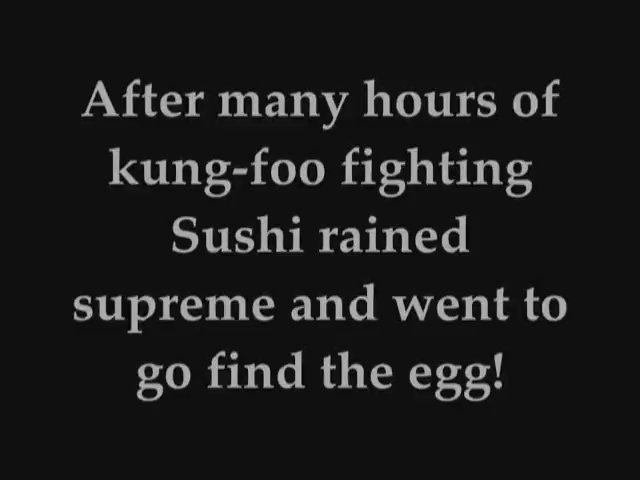 After many hours of
kung-foo fighting
Sushi rained
supreme and went to
go find the egg!